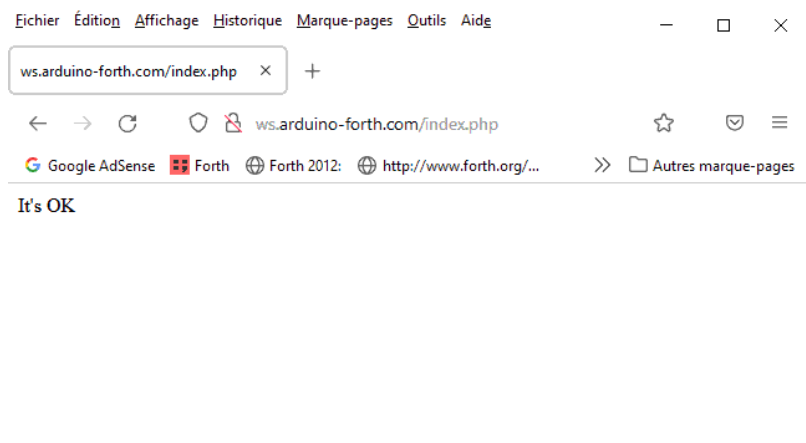 Fichier Édition Affichage Historique Marque-pages Outils Aide
ws.arduino-forth.com/index.php
ws.arduino-forth.com/index.php
Google AdSense Forth Forth 2012: http://www.forth.org/... Autres marque-pages
It's OK